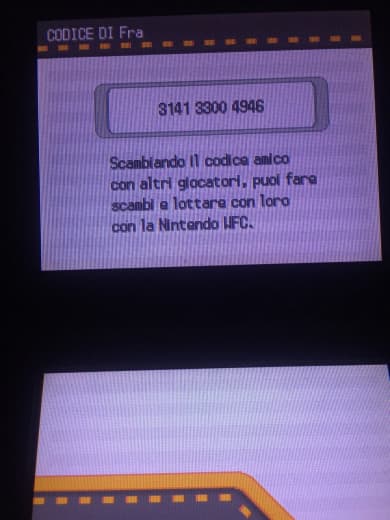 CODICE DI Fra
3141 3300 4946
Scambiando il codice amico
con altri giocatori, puoi fare
scambi e lottare con loro
con la Nintendo WFC.